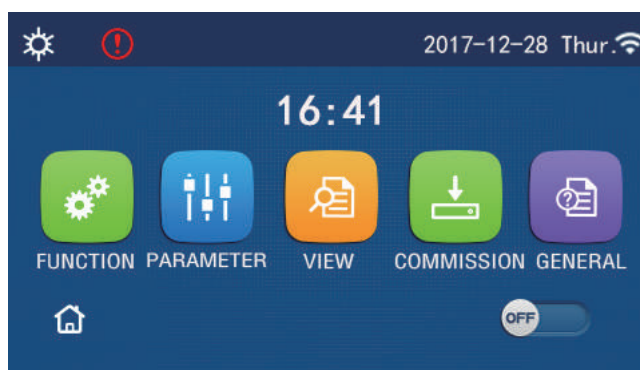 2017-12-28 Thur.
16:41
FUNCTION PARAMETER VIEW COMMISSION GENERAL
OFF